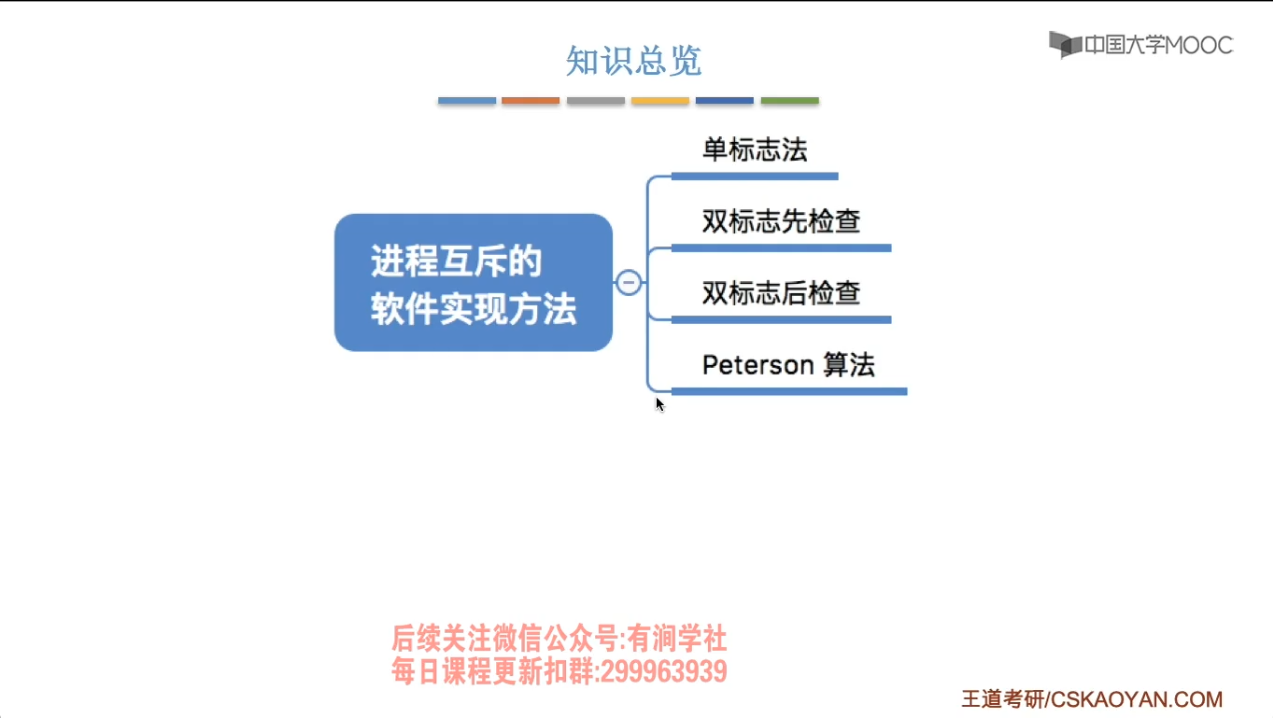 知识总览
中国大学MOOC
单标志法
双标志先检查
进程互斥的
软件实现方法
双标志后检查
Peterson 算法
后续关注微信公众号:有涧学社
每日课程更新扣群:299963939
王道考研/CSKAOYAN.COM